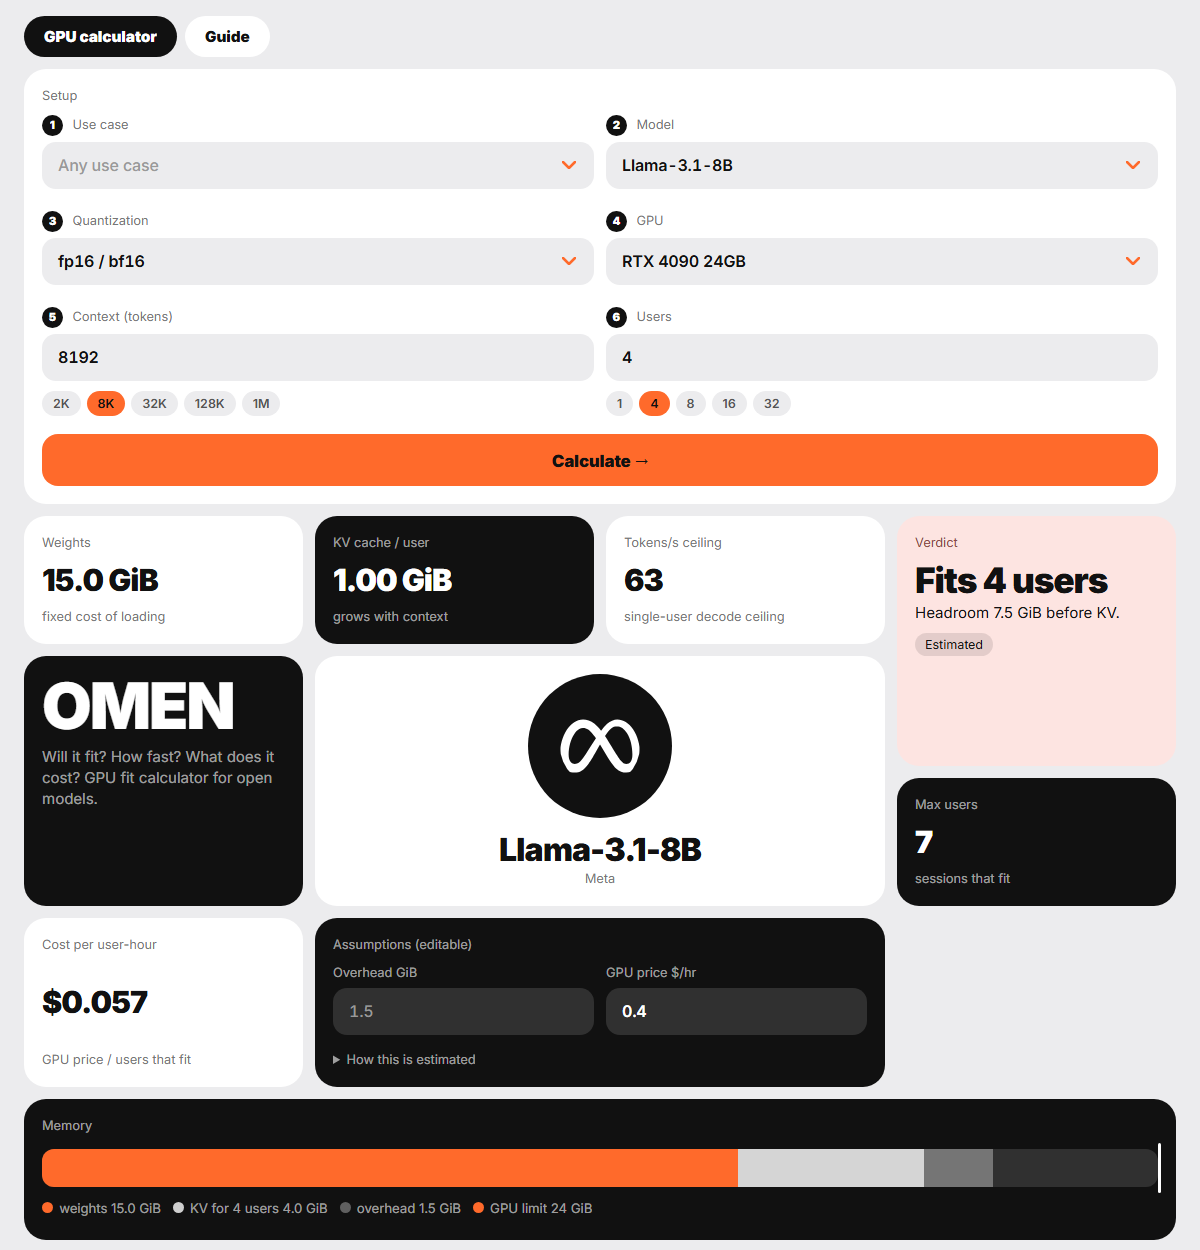 GPU calculator
Guide
Setup
1 Use case
Any use case
2 Model
Llama-3.1-8B
3 Quantization
fp16 / bf16
4 GPU
RTX 4090 24GB
5 Context (tokens)
8192
2K 8K 32K 128K 1M
6 Users
4
1 4 8 16 32
Calculate →
Weights
15.0 GiB
fixed cost of loading
KV cache / user
1.00 GiB
grows with context
Tokens/s ceiling
63
single-user decode ceiling
Verdict
Fits 4 users
Headroom 7.5 GiB before KV.
Estimated
OMEN
Will it fit? How fast? What does it
cost? GPU fit calculator for open
models.
Llama-3.1-8B
Meta
Max users
7
sessions that fit
Cost per user-hour
$0.057
GPU price / users that fit
Assumptions (editable)
Overhead GiB
1.5
GPU price $/hr
0.4
How this is estimated
Memory
weights 15.0 GiB KV for 4 users 4.0 GiB overhead 1.5 GiB GPU limit 24 GiB